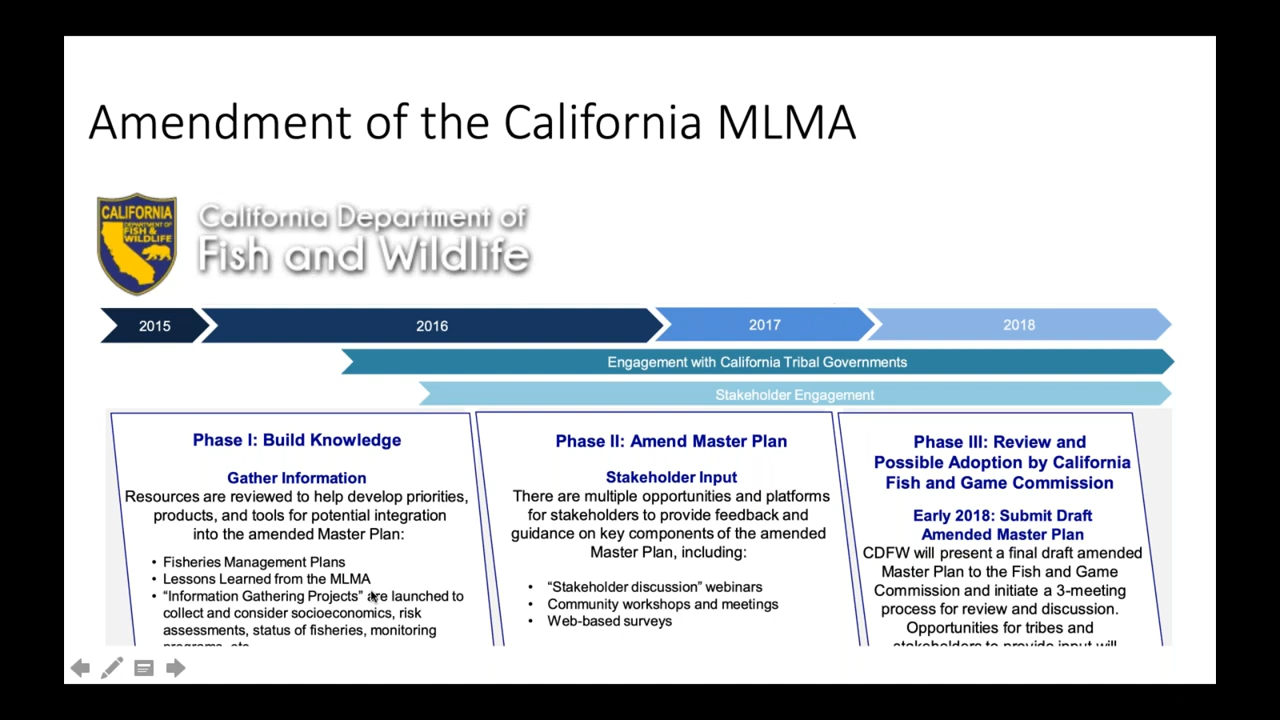 Amendment of the California MLMA
CALIFORNIA
DEPARTMENT OF
FISH &
WILDLIFE
California Department of
Fish and Wildlife
2015
2016
2017
2018
Engagement with California Tribal Governments
Stakeholder Engagement
Phase I: Build Knowledge
Gather Information
Resources are reviewed to help develop priorities,
products, and tools for potential integration
into the amended Master Plan:
• Fisheries Management Plans
• Lessons Learned from the MLMA
• “Information Gathering Projects” are launched to
collect and consider socioeconomics, risk
assessments, status of fisheries, monitoring
programs, etc.
Phase II: Amend Master Plan
Stakeholder Input
There are multiple opportunities and platforms
for stakeholders to provide feedback and
guidance on key components of the amended
Master Plan, including:
• “Stakeholder discussion” webinars
• Community workshops and meetings
• Web-based surveys
Phase III: Review and
Possible Adoption by California
Fish and Game Commission
Early 2018: Submit Draft
Amended Master Plan
CDFW will present a final draft amended
Master Plan to the Fish and Game
Commission and initiate a 3-meeting
process for review and discussion.
Opportunities for tribes and
stakeholders to provide input will